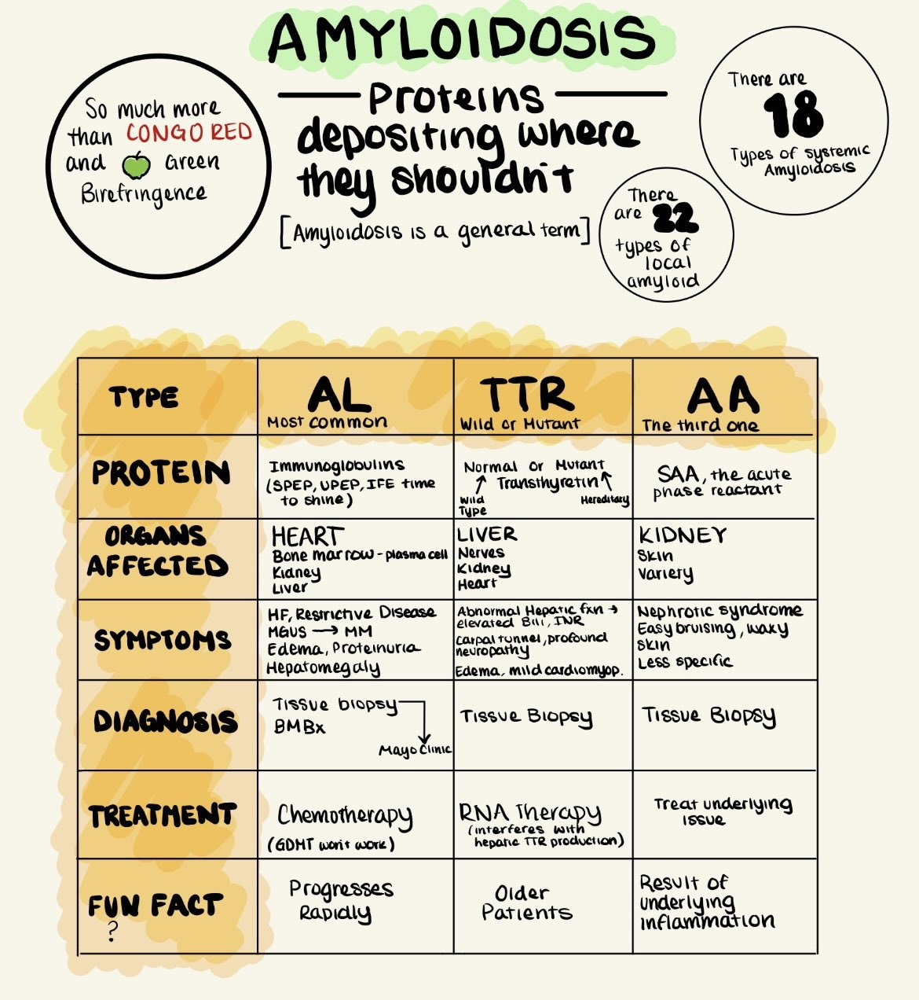 AMYLOIDOSIS
So much more
than CONGO RED
and Green
Birefringence
Proteins
depositing where
they shouldn't
[Amyloidosis is a general term]
There are
18
Types of systemic
Amyloidosis
There
are 22
types of
local
amyloid
TYPE
AL
Most common
TTR
Wild or Mutant
AA
The third one
PROTEIN
Immunoglobulins
(SPEP, UPEP, IFE time
to shine)
Normal or Mutant
Transthyretin
Wild
Type
Hereditary
SAA, the acute
phase reactant
ORGANS
AFFECTED
HEART
Bone marrow - plasma cell
Kidney
Liver
LIVER
Nerves
Kidney
Heart
KIDNEY
Skin
Variery
SYMPTOMS
HF, Restrictive Disease
MGUS → MM
Edema, Proteinuria
Hepatomegaly
Abnormal Hepatic fxn →
elevated Bili, INR
Carpal tunnel, profound
neuropathy
Edema, mild cardiomyop.
Nephrotic syndrome
Easy bruising, waxy
skin
Less specific
DIAGNOSIS
Tissue biopsy
BMBx
Mayo Clinic
Tissue Biopsy
Tissue Biopsy
TREATMENT
Chemotherapy
(GDMT won't work)
RNA Therapy
(interferes with
hepatic TTR production)
Treat underlying
issue
FUN FACT
?
Progresses
Rapidly
Older
Patients
Result of
underlying
inflammation